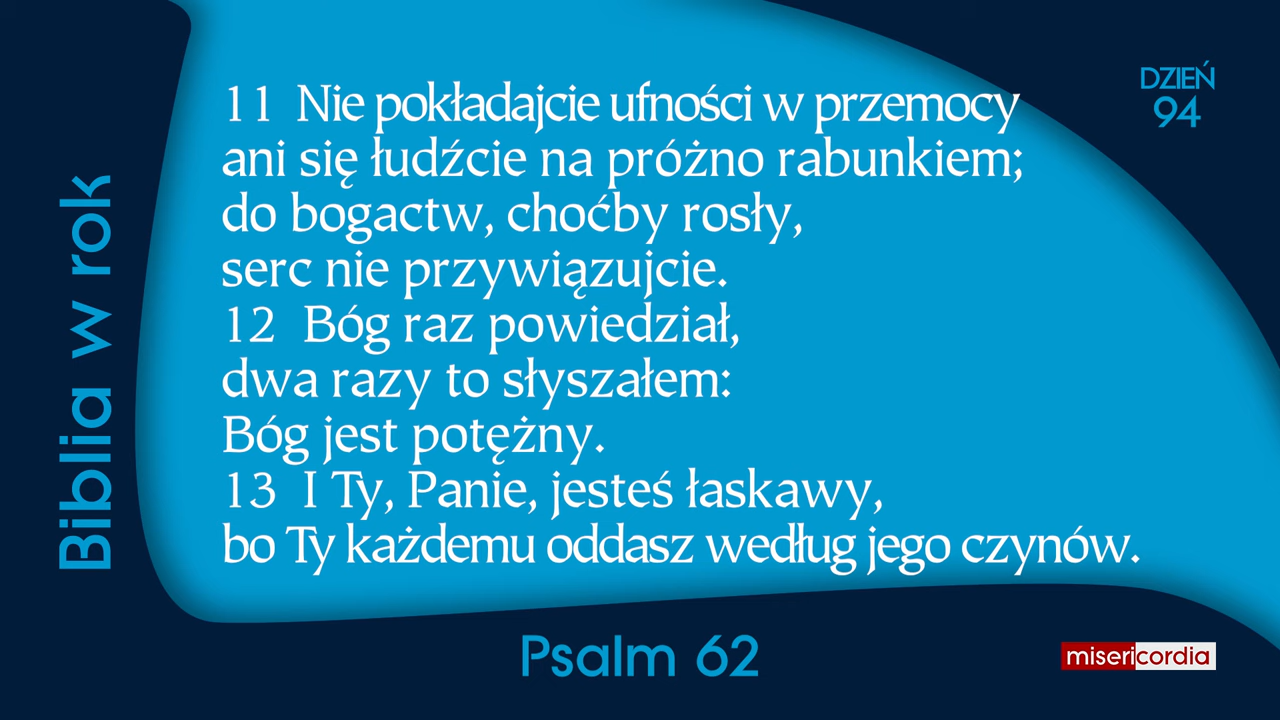 DZIEŃ
94
11 Nie pokładajcie ufności w przemocy
ani się łudźcie na próżno rabunkiem;
do bogactw, choćby rosły,
serc nie przywiązujcie.
12 Bóg raz powiedział,
dwa razy to słyszałem:
Bóg jest potężny.
13 I Ty, Panie, jesteś łaskawy,
bo Ty każdemu oddasz według jego czynów.
Biblia w rok
Psalm 62
misericordia